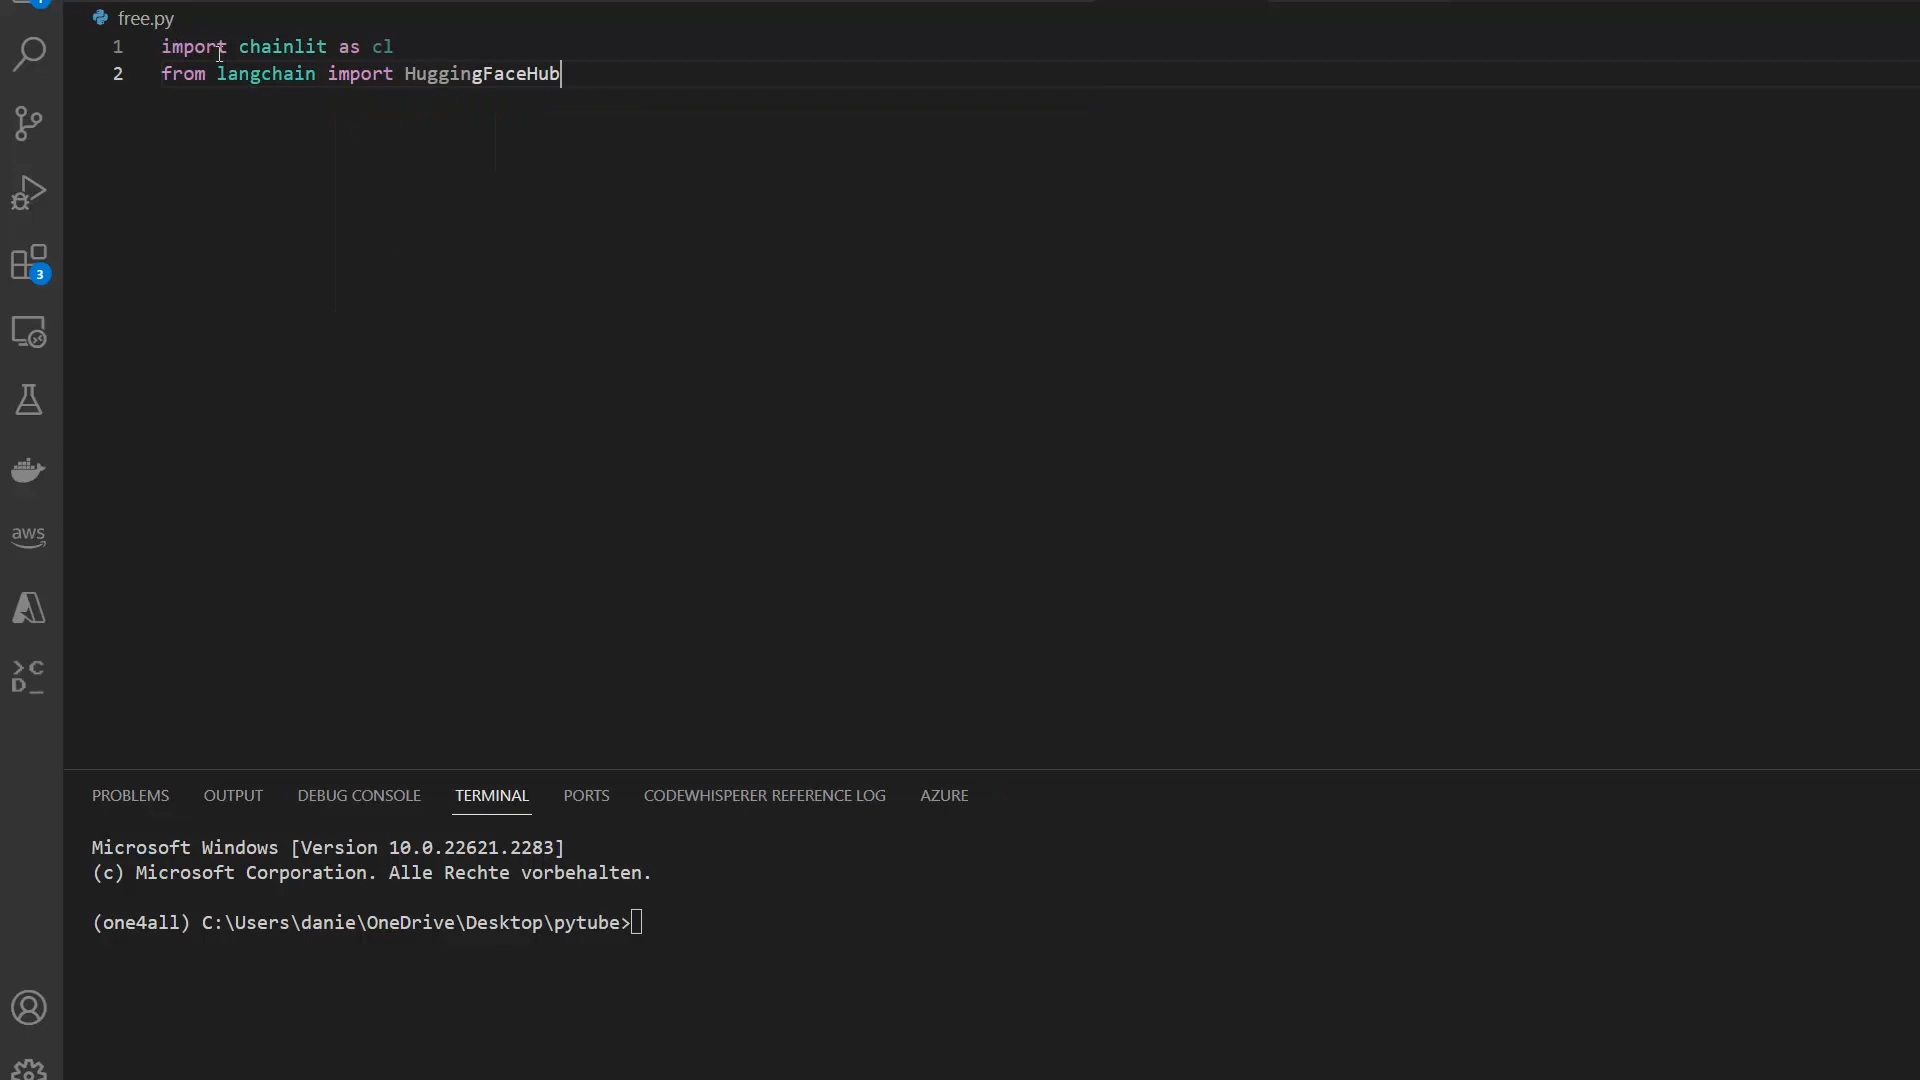 free.py
1 import chainlit as cl
2 from langchain import HuggingFaceHub
3
aws
>C
D_
PROBLEMS OUTPUT DEBUG CONSOLE TERMINAL PORTS CODEWHISPERER REFERENCE LOG AZURE
Microsoft Windows [Version 10.0.22621.2283]
(c) Microsoft Corporation. Alle Rechte vorbehalten.
(one4all) C:\Users\danie\OneDrive\Desktop\pytube>